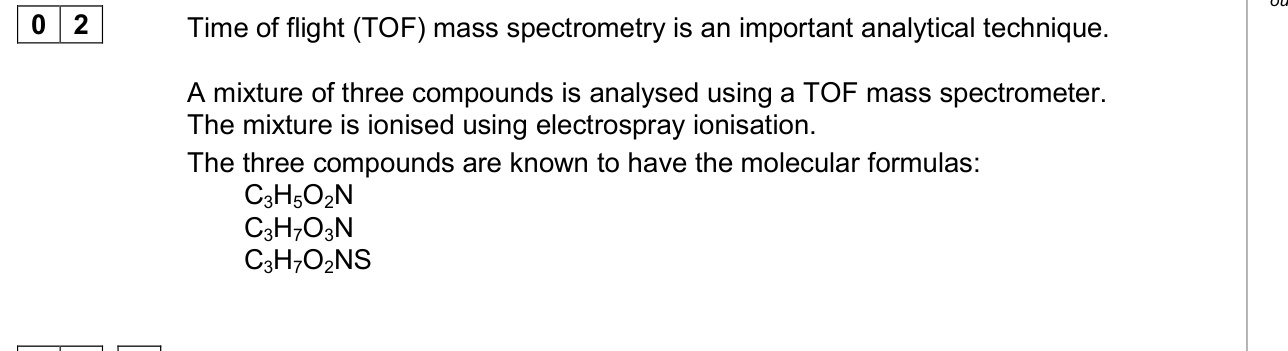 0 2 Time of flight (TOF) mass spectrometry is an important analytical technique.
A mixture of three compounds is analysed using a TOF mass spectrometer.
The mixture is ionised using electrospray ionisation.
The three compounds are known to have the molecular formulas:
C₃H₅O₂N
C₃H₇O₃N
C₃H₇O₂NS